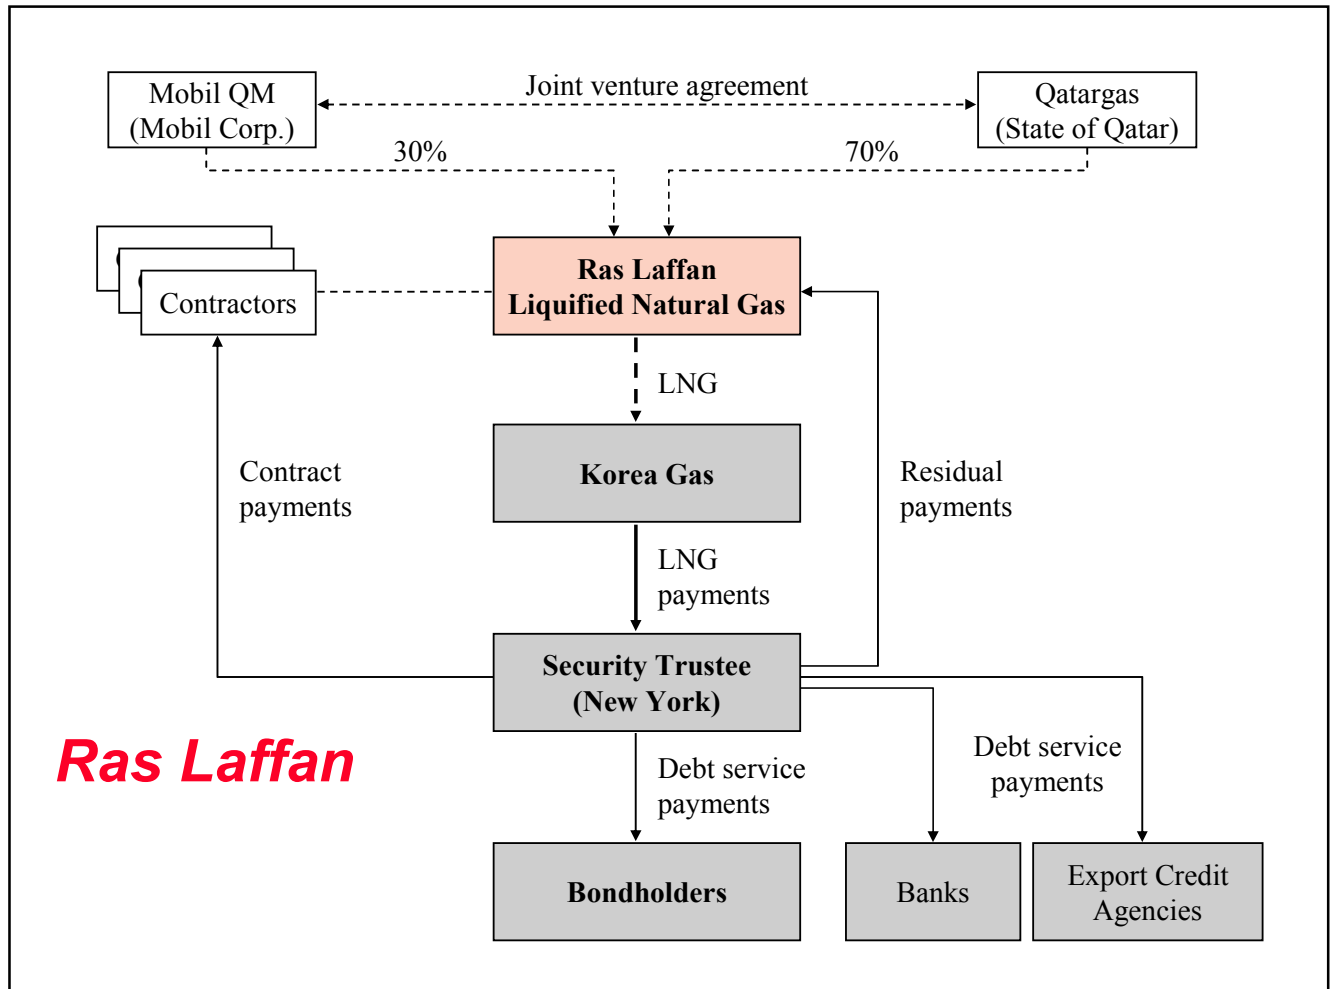 Mobil QM
(Mobil Corp.)
Joint venture agreement
Qatargas
(State of Qatar)
30%
70%
Ras Laffan
Liquified Natural Gas
Contractors
LNG
Korea Gas
Contract
payments
Residual
payments
LNG
payments
Security Trustee
(New York)
Ras Laffan
Debt service
payments
Debt service
payments
Bondholders
Banks
Export Credit
Agencies